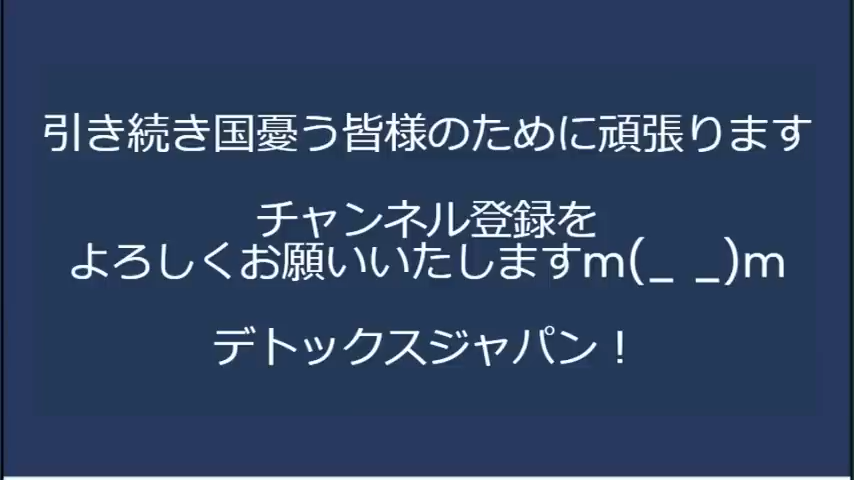 引き続き国憂う皆様のために頑張ります
チャンネル登録を
よろしくお願いいたしますm(_ _)m
デトックスジャパン！